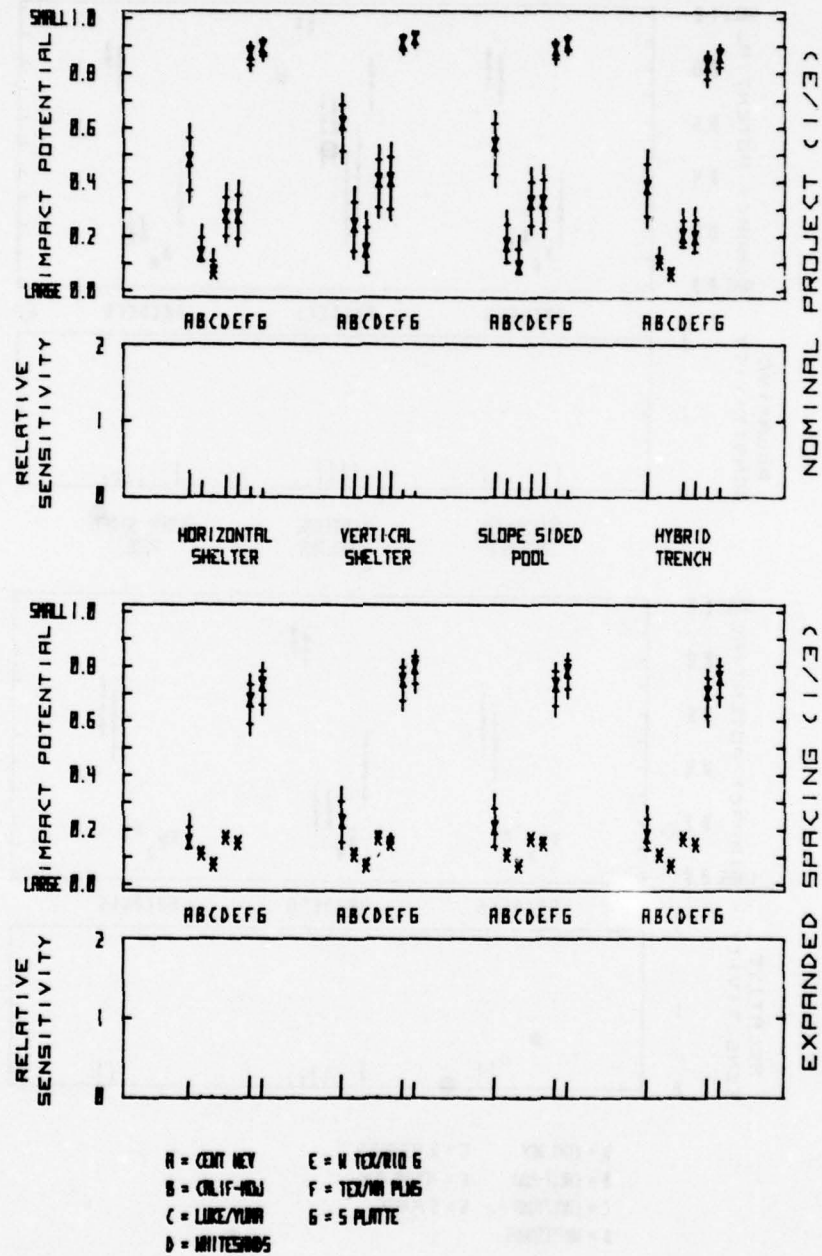 SMALL 1.0
0.8
0.6
0.4
0.2
LARGE 0.0
IMPACT POTENTIAL
ABCDEFG ABCDEFG ABCDEFG ABCDEFG
2
1
0
RELATIVE SENSITIVITY
NOMINAL PROJECT (1/3)
HORIZONTAL SHELTER
VERTICAL SHELTER
SLOPE SIDED POOL
HYBRID TRENCH
SMALL 1.0
0.8
0.6
0.4
0.2
LARGE 0.0
IMPACT POTENTIAL
ABCDEFG ABCDEFG ABCDEFG ABCDEFG
2
1
0
RELATIVE SENSITIVITY
EXPANDED SPACING (1/3)
A = CENT NEV
B = CALIF-MOJ
C = LUKE/YUMA
D = WHITESANDS
E = W TEX/RIO G
F = TEX/NM PLNS
G = S PLATTE